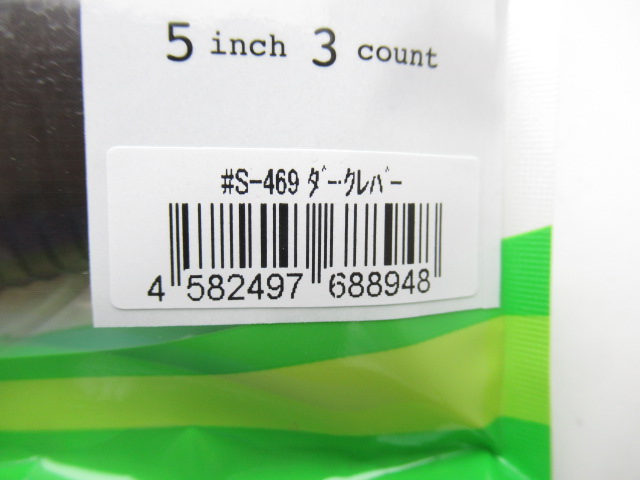 5 inch 3 count
#S-469 ﾀﾞｰｸﾚﾊﾞｰ
4 582497 688948